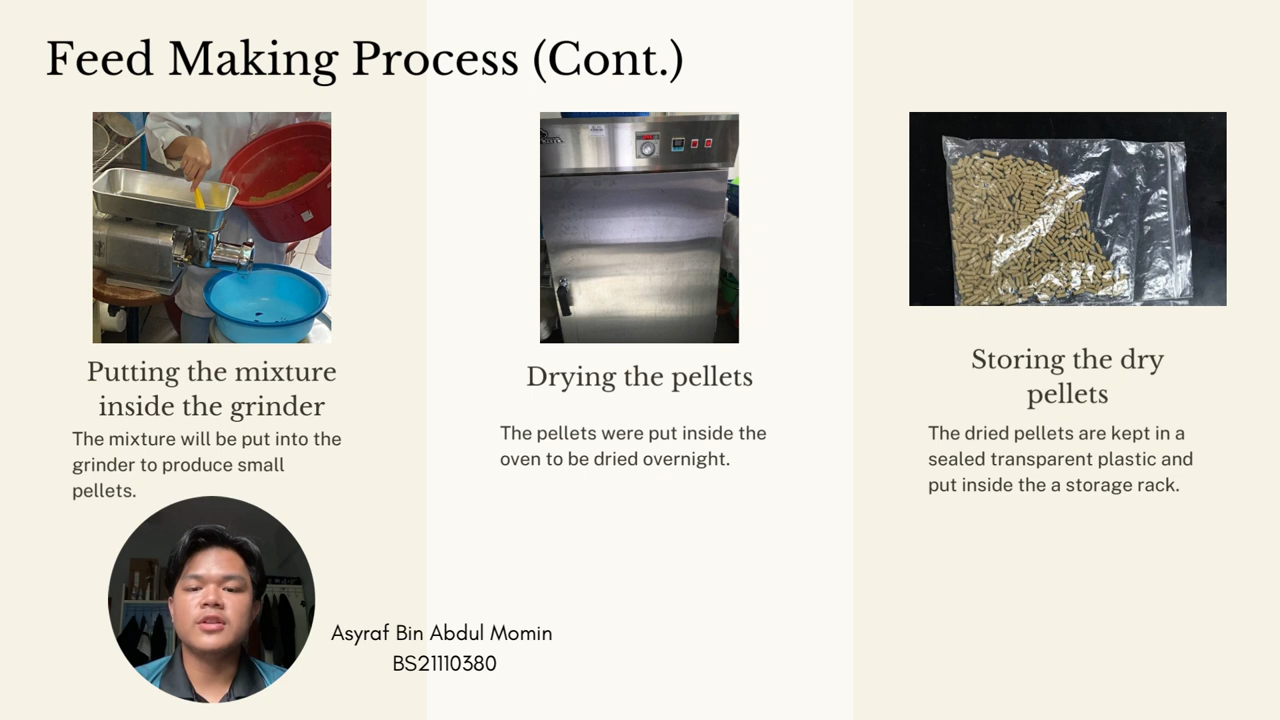 Feed Making Process (Cont.)
Putting the mixture
inside the grinder
The mixture will be put into the
grinder to produce small
pellets.
Drying the pellets
The pellets were put inside the
oven to be dried overnight.
Storing the dry
pellets
The dried pellets are kept in a
sealed transparent plastic and
put inside the a storage rack.
Asyraf Bin Abdul Momin
BS21110380